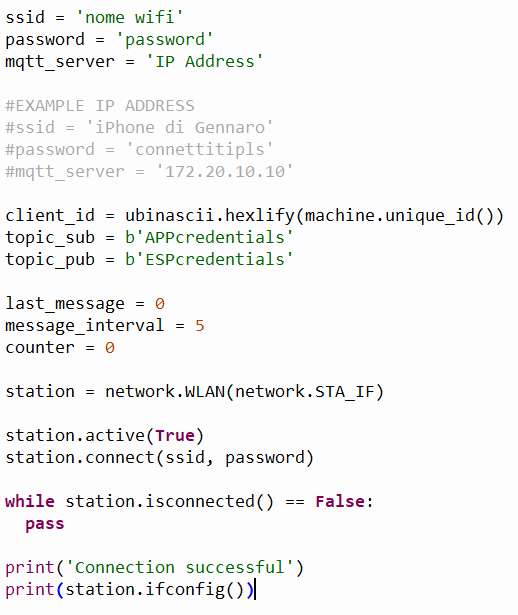 ssid = 'nome wifi'
password = 'password'
mqtt_server = 'IP Address'
#EXAMPLE IP ADDRESS
#ssid = 'iPhone di Gennaro'
#password = 'connettitipls'
#mqtt_server = '172.20.10.10'
client_id = ubinascii.hexlify(machine.unique_id())
topic_sub = b'APPcredentials'
topic_pub = b'ESPcredentials'
last_message = 0
message_interval = 5
counter = 0
station = network.WLAN(network.STA_IF)
station.active(True)
station.connect(ssid, password)
while station.isconnected() == False:
  pass
print('Connection successful')
print(station.ifconfig())